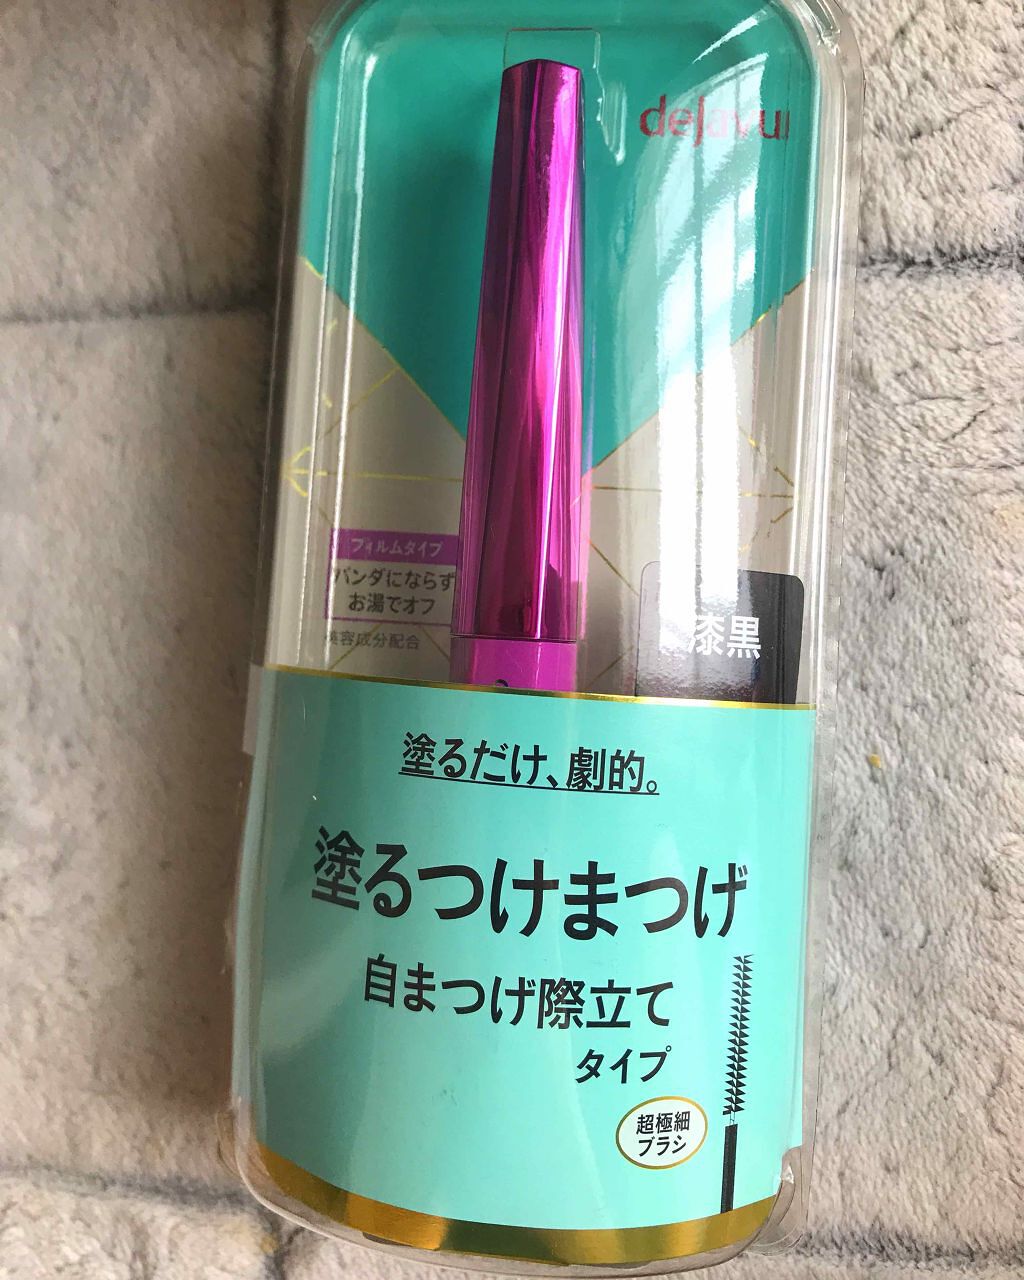 dejavu
フィルムタイプ
パンダにならず
お湯でオフ
美容成分配合
漆黒
塗るだけ、劇的。
塗るつけまつげ
自まつげ際立て
タイプ
超極細
ブラシ